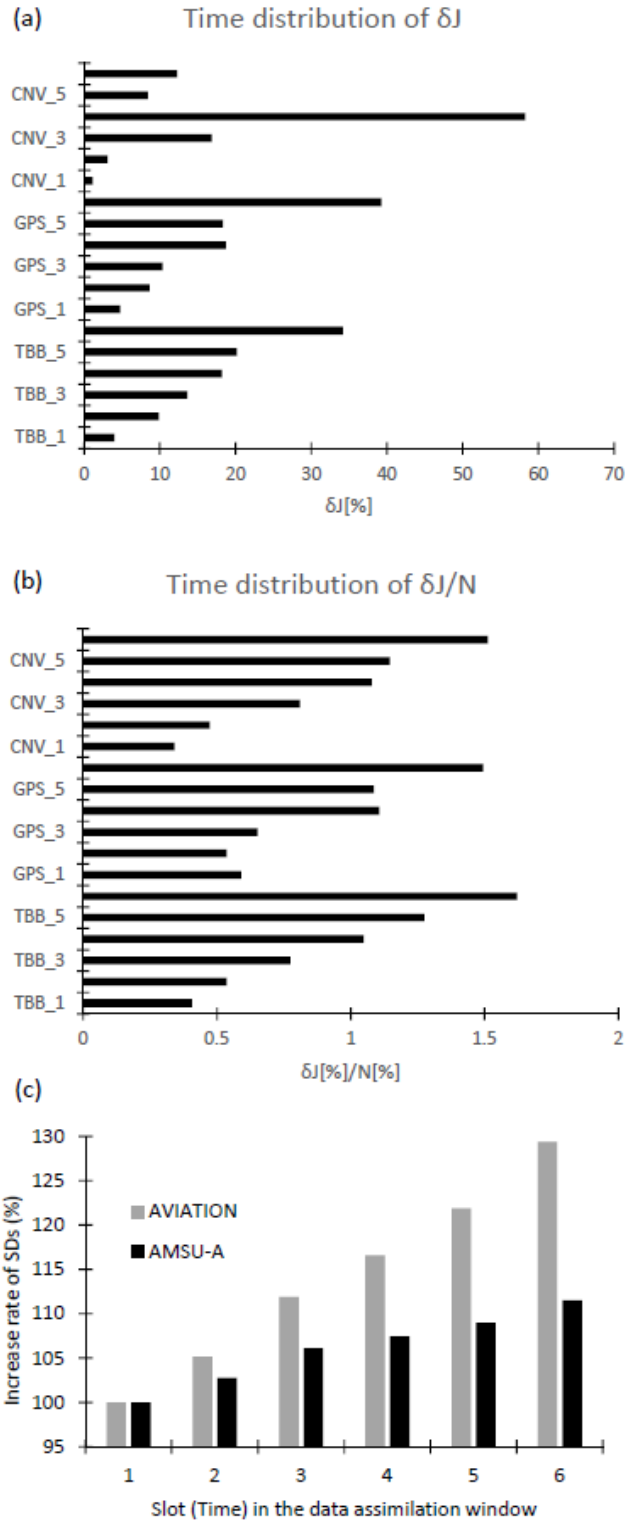 (a)
Time distribution of δJ
CNV_5
CNV_3
CNV_1
GPS_5
GPS_3
GPS_1
TBB_5
TBB_3
TBB_1
0 10 20 30 40 50 60 70
δJ[%]
(b)
Time distribution of δJ/N
CNV_5
CNV_3
CNV_1
GPS_5
GPS_3
GPS_1
TBB_5
TBB_3
TBB_1
0 0.5 1 1.5 2
δJ[%]/N[%]
(c)
Increase rate of SDs (%)
130
125
120
115
110
105
100
95
AVIATION
AMSU-A
1 2 3 4 5 6
Slot (Time) in the data assimilation window